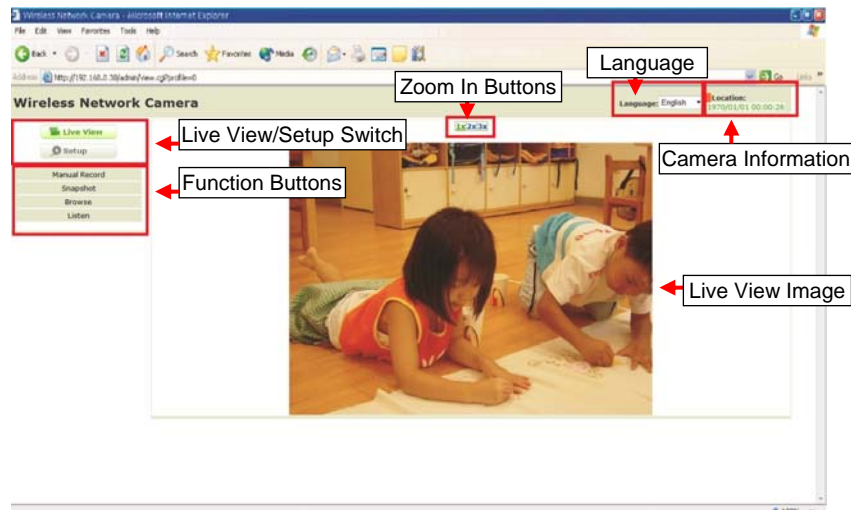 Wireless Network Camera - Microsoft Internet Explorer
File Edit View Favorites Tools Help
Back Search Favorites Media
Address http://192.168.0.30/admin/view.cgi?profile=0 Go Links »
Language
Zoom In Buttons
Wireless Network Camera
Language: English
Location:
1970/01/01 00:00:26
1x 2x 3x
Live View
Live View/Setup Switch
Setup
Camera Information
Manual Record
Function Buttons
Snapshot
Browse
Listen
Live View Image